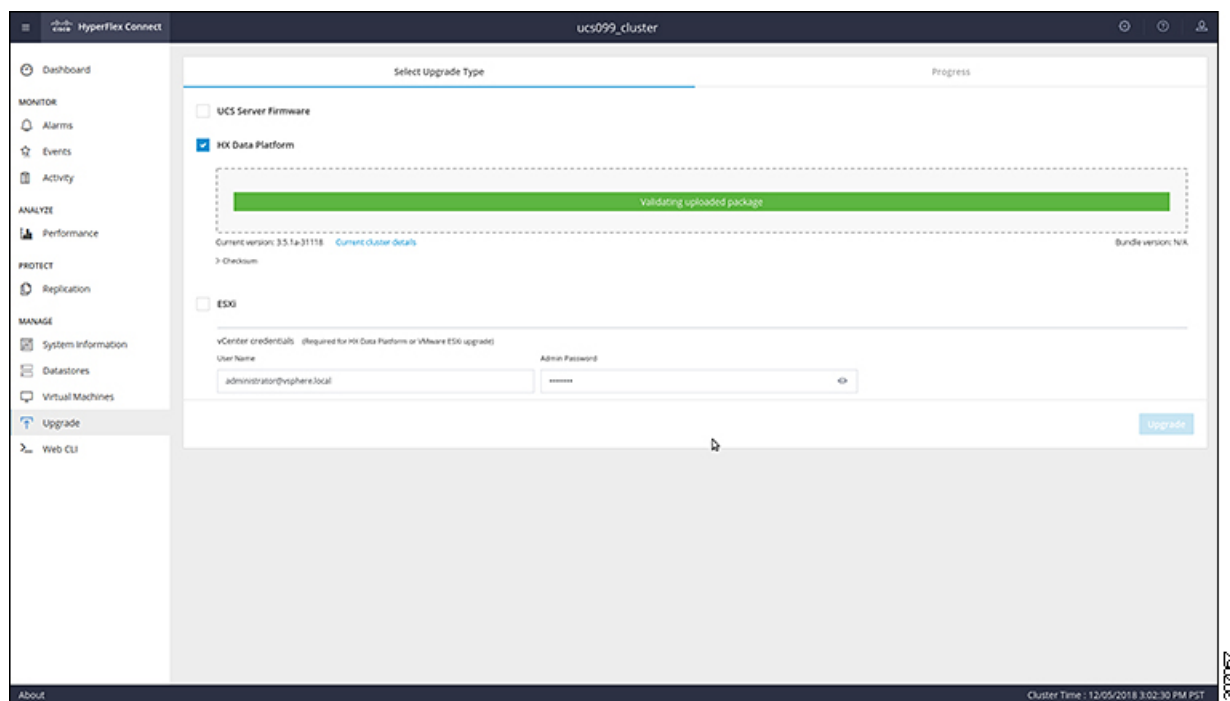 cisco HyperFlex Connect
ucs099_cluster
Dashboard
MONITOR
Alarms
Events
Activity
ANALYZE
Performance
PROTECT
Replication
MANAGE
System Information
Datastores
Virtual Machines
Upgrade
Web CLI
Select Upgrade Type
Progress
UCS Server Firmware
HX Data Platform
Validating uploaded package
Current version: 3.5.1a-31118 Current cluster details
Bundle version: N/A
> Checksum
ESXi
vCenter credentials (Required for HX Data Platform or VMware ESXi upgrade)
User Name
Admin Password
administrator@vsphere.local
••••••••
Upgrade
About
Cluster Time : 12/05/2018 3:02:30 PM PST